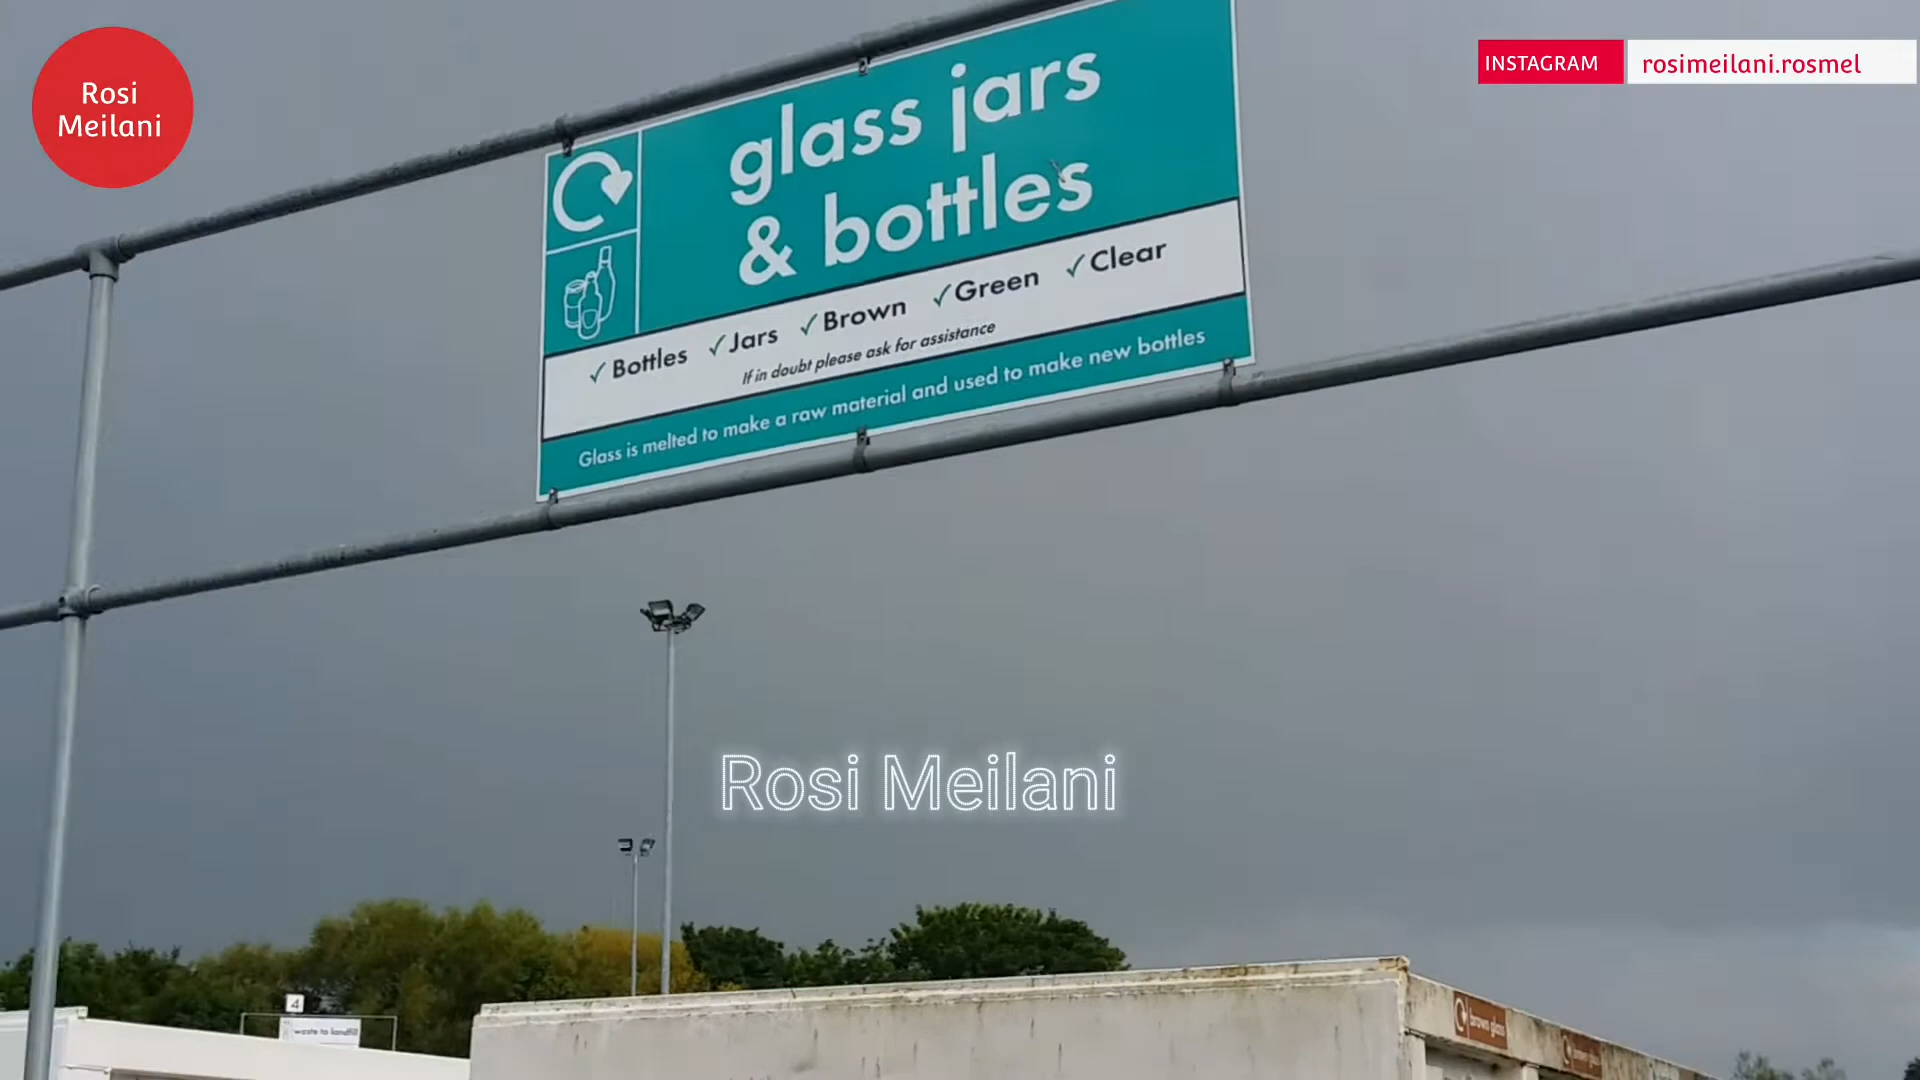 Rosi
Meilani
INSTAGRAM rosimeilani.rosmel
glass jars
& bottles
✓Bottles ✓Jars ✓Brown ✓Green ✓Clear
If in doubt please ask for assistance
Glass is melted to make a raw material and used to make new bottles
Rosi Meilani
4
waste to landfill
brown glass